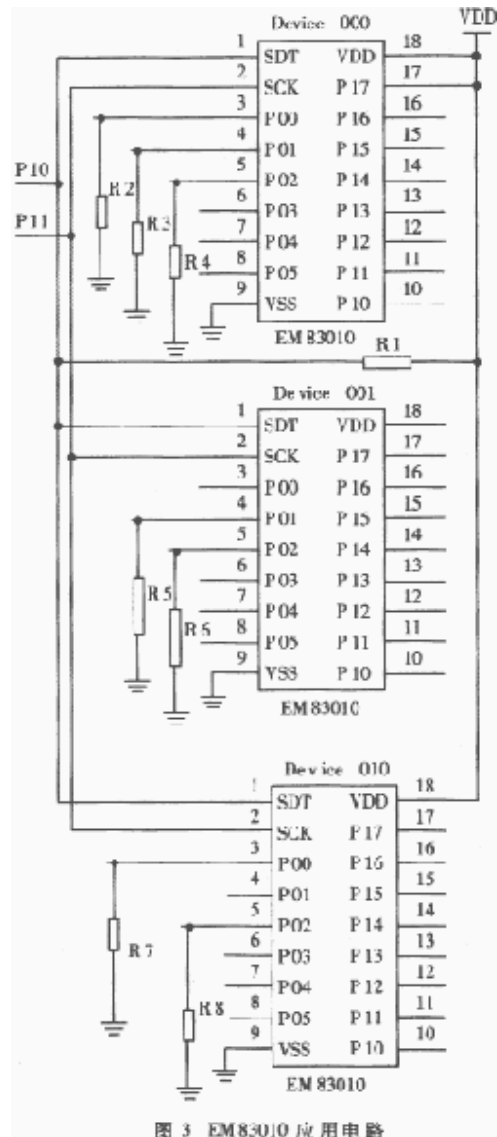 VDD
Device 000
1 SDT VDD 18
2 SCK P17 17
3 P00 P16 16
4 P01 P15 15
5 P02 P14 14
6 P03 P13 13
7 P04 P12 12
8 P05 P11 11
9 VSS P10 10
EM83010
P10
P11
R2
R3
R4
R1
Device 001
1 SDT VDD 18
2 SCK P17 17
3 P00 P16 16
4 P01 P15 15
5 P02 P14 14
6 P03 P13 13
7 P04 P12 12
8 P05 P11 11
9 VSS P10 10
EM83010
R5
R6
Device 010
1 SDT VDD 18
2 SCK P17 17
3 P00 P16 16
4 P01 P15 15
5 P02 P14 14
6 P03 P13 13
7 P04 P12 12
8 P05 P11 11
9 VSS P10 10
EM83010
R7
R8
图 3 EM83010 应用电路